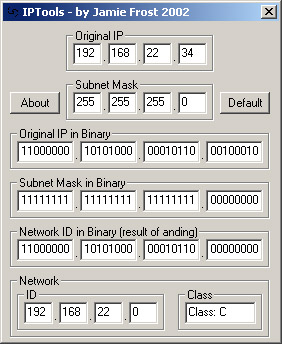 IPTools - by Jamie Frost 2002
Original IP
192 . 168 . 22 . 34
Subnet Mask
About
255 . 255 . 255 . 0
Default
Original IP in Binary
11000000 . 10101000 . 00010110 . 00100010
Subnet Mask in Binary
11111111 . 11111111 . 11111111 . 00000000
Network ID in Binary (result of anding)
11000000 . 10101000 . 00010110 . 00000000
Network
ID
192 . 168 . 22 . 0
Class
Class: C